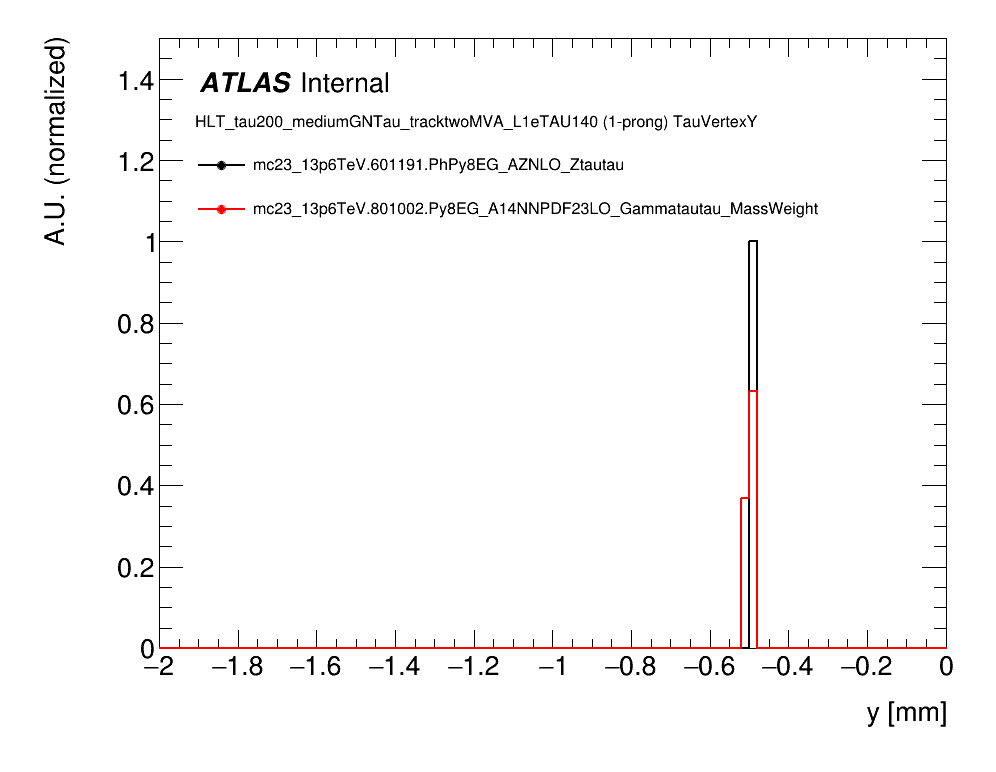 A.U. (normalized)
ATLAS Internal
HLT_tau200_mediumGNTau_tracktwoMVA_L1eTAU140 (1-prong) TauVertexY
mc23_13p6TeV.601191.PhPy8EG_AZNLO_Ztautau
mc23_13p6TeV.801002.Py8EG_A14NNPDF23LO_Gammatautau_MassWeight
1.4
1.2
1
0.8
0.6
0.4
0.2
0
−2 −1.8 −1.6 −1.4 −1.2 −1 −0.8 −0.6 −0.4 −0.2 0
y [mm]